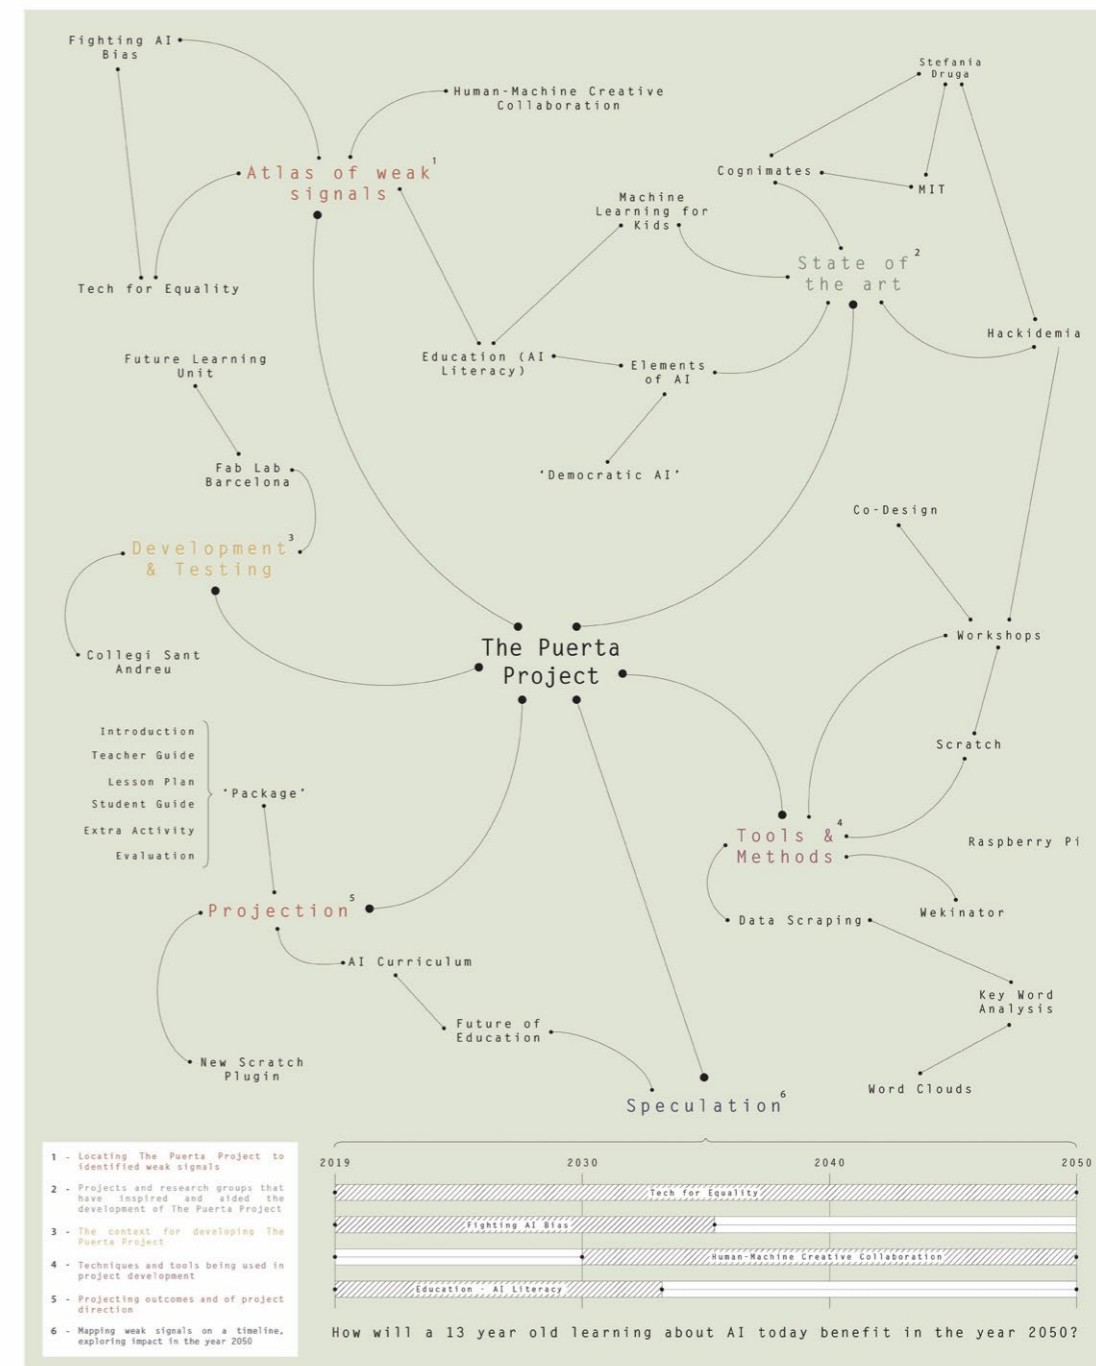 Fighting AI
Bias
Human-Machine Creative
Collaboration
Stefania
Druga
Atlas of weak 1
signals
Cognimates
MIT
Machine
Learning for
Kids
State of 2
the art
Tech for Equality
Hackidemia
Future Learning
Unit
Education (AI
Literacy)
Elements
of AI
Fab Lab
Barcelona
'Democratic AI'
Co-Design
Development 3
& Testing
Workshops
The Puerta
Project
Collegi Sant
Andreu
Introduction
Teacher Guide
Lesson Plan
Student Guide
Extra Activity
Evaluation
'Package'
Scratch
Tools & 4
Methods
Raspberry Pi
Projection 5
Data Scraping
Wekinator
AI Curriculum
Key Word
Analysis
Future of
Education
New Scratch
Plugin
Word Clouds
Speculation 6
1 - Locating The Puerta Project to
identified weak signals
2 - Projects and research groups that
have inspired and aided the
development of The Puerta Project
3 - The context for developing The
Puerta Project
4 - Techniques and tools being used in
project development
5 - Projecting outcomes and of project
direction
6 - Mapping weak signals on a timeline,
exploring impact in the year 2050
2019 2030 2040 2050
Tech for Equality
Fighting AI Bias
Human-Machine Creative Collaboration
Education - AI Literacy
How will a 13 year old learning about AI today benefit in the year 2050?